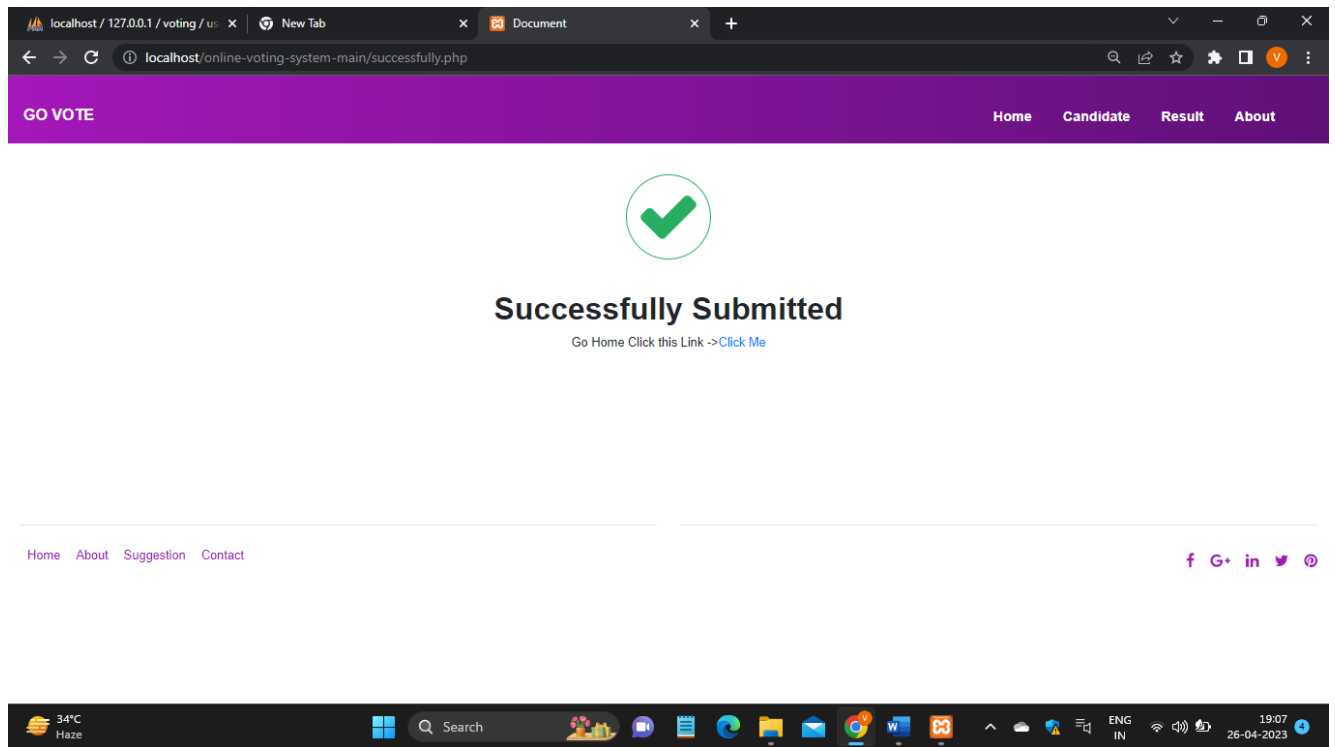 localhost / 127.0.0.1 / voting / us
New Tab
Document
localhost/online-voting-system-main/successfully.php
V
GO VOTE
Home Candidate Result About
Successfully Submitted
Go Home Click this Link ->Click Me
Home About Suggestion Contact
f G+ in
34°C
Haze
Search
ENG
IN
19:07
26-04-2023
4